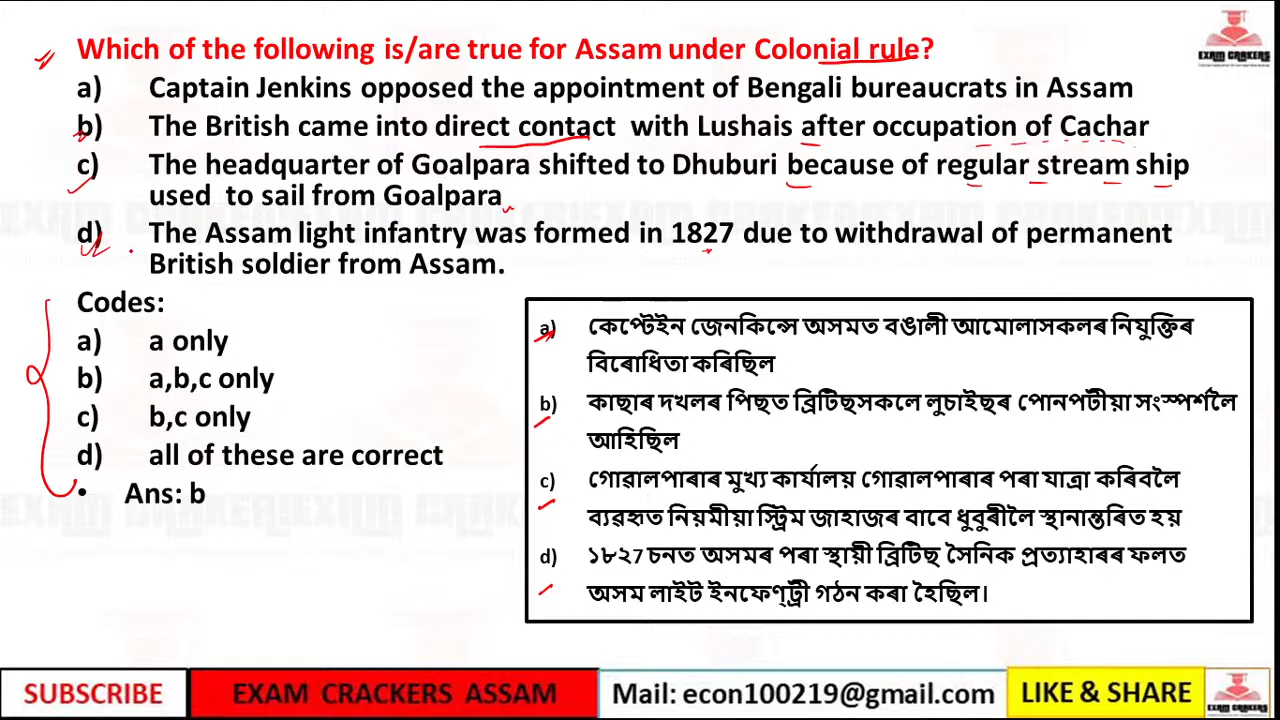 Which of the following is/are true for Assam under Colonial rule?
a) Captain Jenkins opposed the appointment of Bengali bureaucrats in Assam
b) The British came into direct contact with Lushais after occupation of Cachar
c) The headquarter of Goalpara shifted to Dhuburi because of regular stream ship
used to sail from Goalpara
d) The Assam light infantry was formed in 1827 due to withdrawal of permanent
British soldier from Assam.
Codes:
a) a only
b) a,b,c only
c) b,c only
d) all of these are correct
• Ans: b
a) কেপ্টেইন জেনকিন্সে অসমত বঙালী আমোলাসকলৰ নিযুক্তিৰ
বিৰোধিতা কৰিছিল
b) কাছাৰ দখলৰ পিছত ব্ৰিটিছসকলে লুচাইছৰ পোনপটীয়া সংস্পৰ্শলৈ
আহিছিল
c) গোৱালপাৰাৰ মুখ্য কাৰ্যালয় গোৱালপাৰাৰ পৰা যাত্ৰা কৰিবলৈ
ব্যৱহৃত নিয়মীয়া স্ট্ৰিম জাহাজৰ বাবে ধুবুৰীলৈ স্থানান্তৰিত হয়
d) ১৮২7 চনত অসমৰ পৰা স্থায়ী ব্ৰিটিছ সৈনিক প্ৰত্যাহাৰৰ ফলত
অসম লাইট ইনফেণ্ট্ৰী গঠন কৰা হৈছিল।
EXAM CRAKERS
SUBSCRIBE
EXAM CRACKERS ASSAM
Mail: econ100219@gmail.com
LIKE & SHARE
EXAM CRAKERS